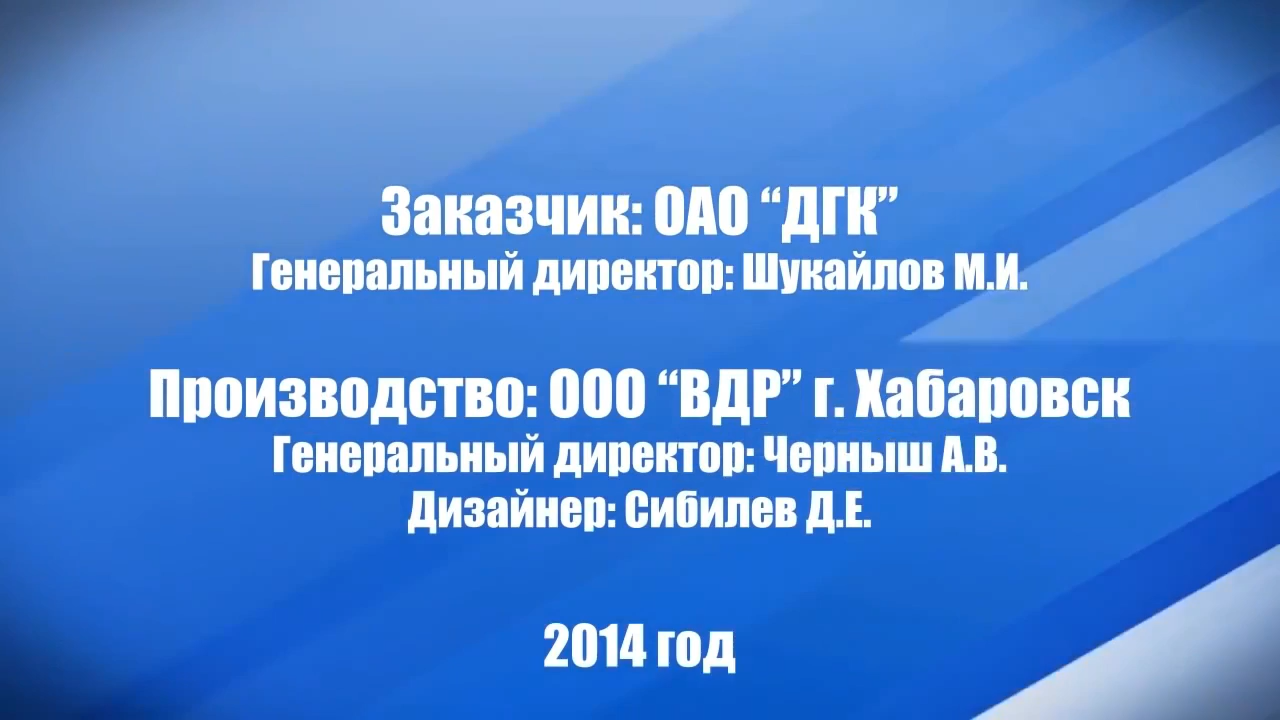 Заказчик: ОАО “ДГК”
Генеральный директор: Шукайлов М.И.
Производство: ООО “ВДР” г. Хабаровск
Генеральный директор: Черныш А.В.
Дизайнер: Сибилев Д.Е.
2014 год